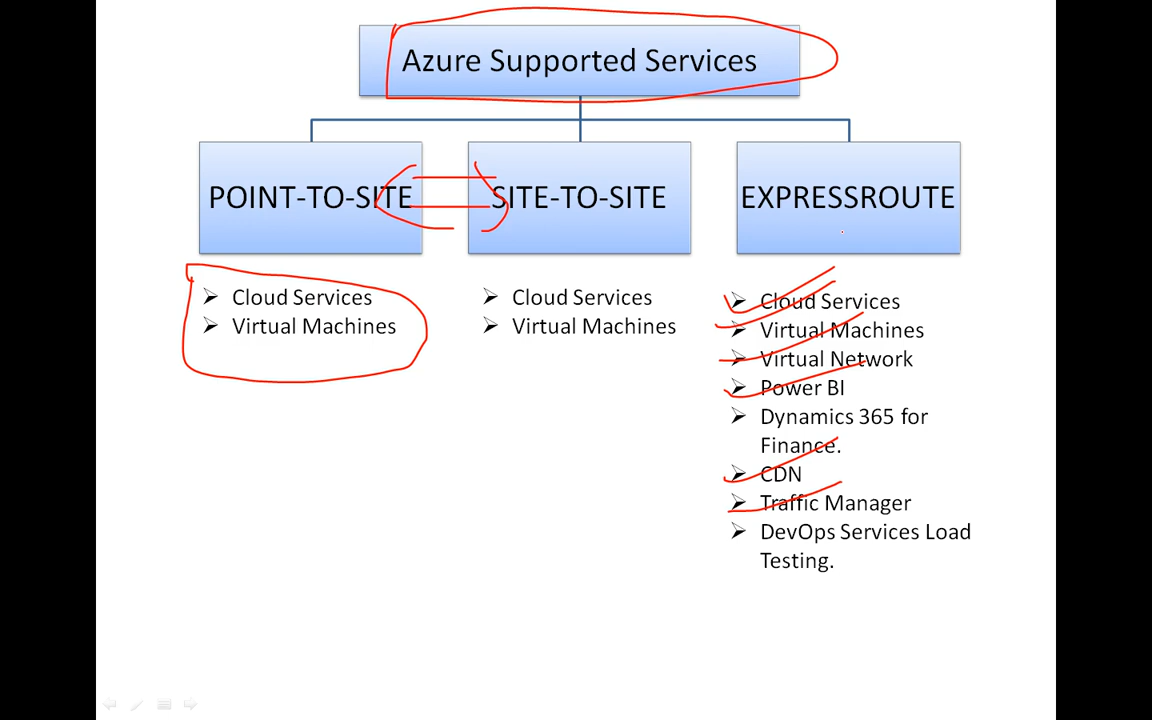 Azure Supported Services
POINT-TO-SITE
SITE-TO-SITE
EXPRESSROUTE
Cloud Services
Virtual Machines
Cloud Services
Virtual Machines
Cloud Services
Virtual Machines
Virtual Network
Power BI
Dynamics 365 for
Finance.
CDN
Traffic Manager
DevOps Services Load
Testing.